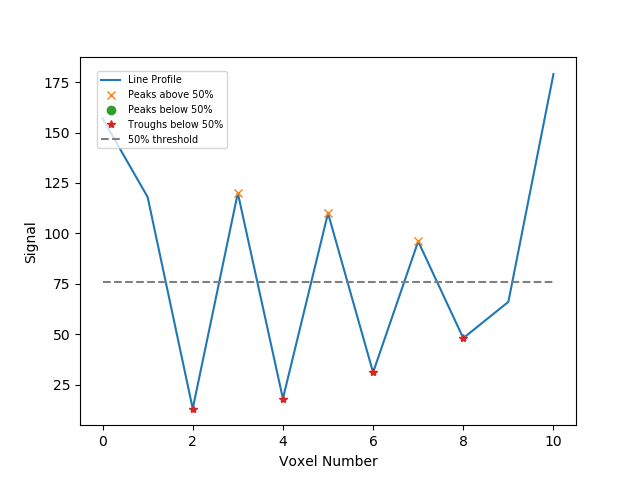 Line Profile
Peaks above 50%
Peaks below 50%
Troughs below 50%
50% threshold
175
150
125
100
75
50
25
Signal
0 2 4 6 8 10
Voxel Number